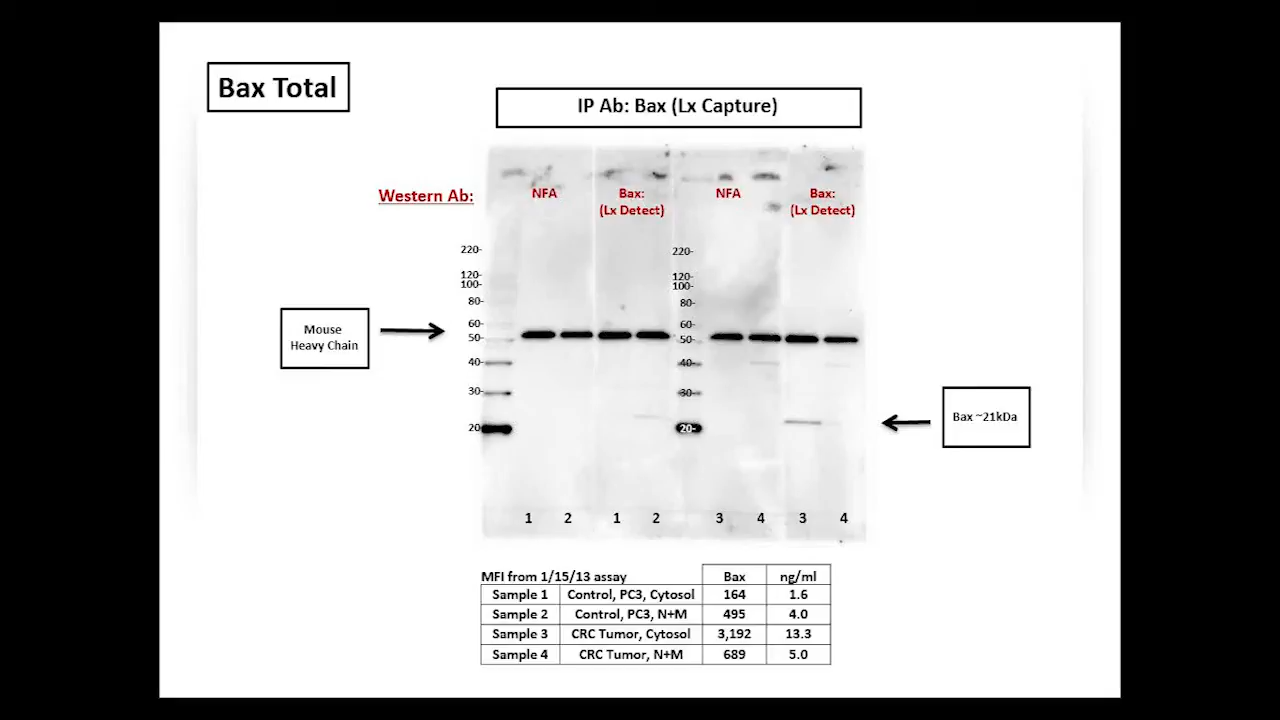 Bax Total
IP Ab: Bax (Lx Capture)
Western Ab:
NFA
Bax:
(Lx Detect)
NFA
Bax:
(Lx Detect)
220-
120-
100-
80-
60-
50-
40-
30-
20
220-
120-
100-
80-
60-
50-
40-
30-
20-
Mouse
Heavy Chain
Bax ~21kDa
1 2 1 2 3 4 3 4
MFI from 1/15/13 assay Bax ng/ml
Sample 1 Control, PC3, Cytosol 164 1.6
Sample 2 Control, PC3, N+M 495 4.0
Sample 3 CRC Tumor, Cytosol 3,192 13.3
Sample 4 CRC Tumor, N+M 689 5.0